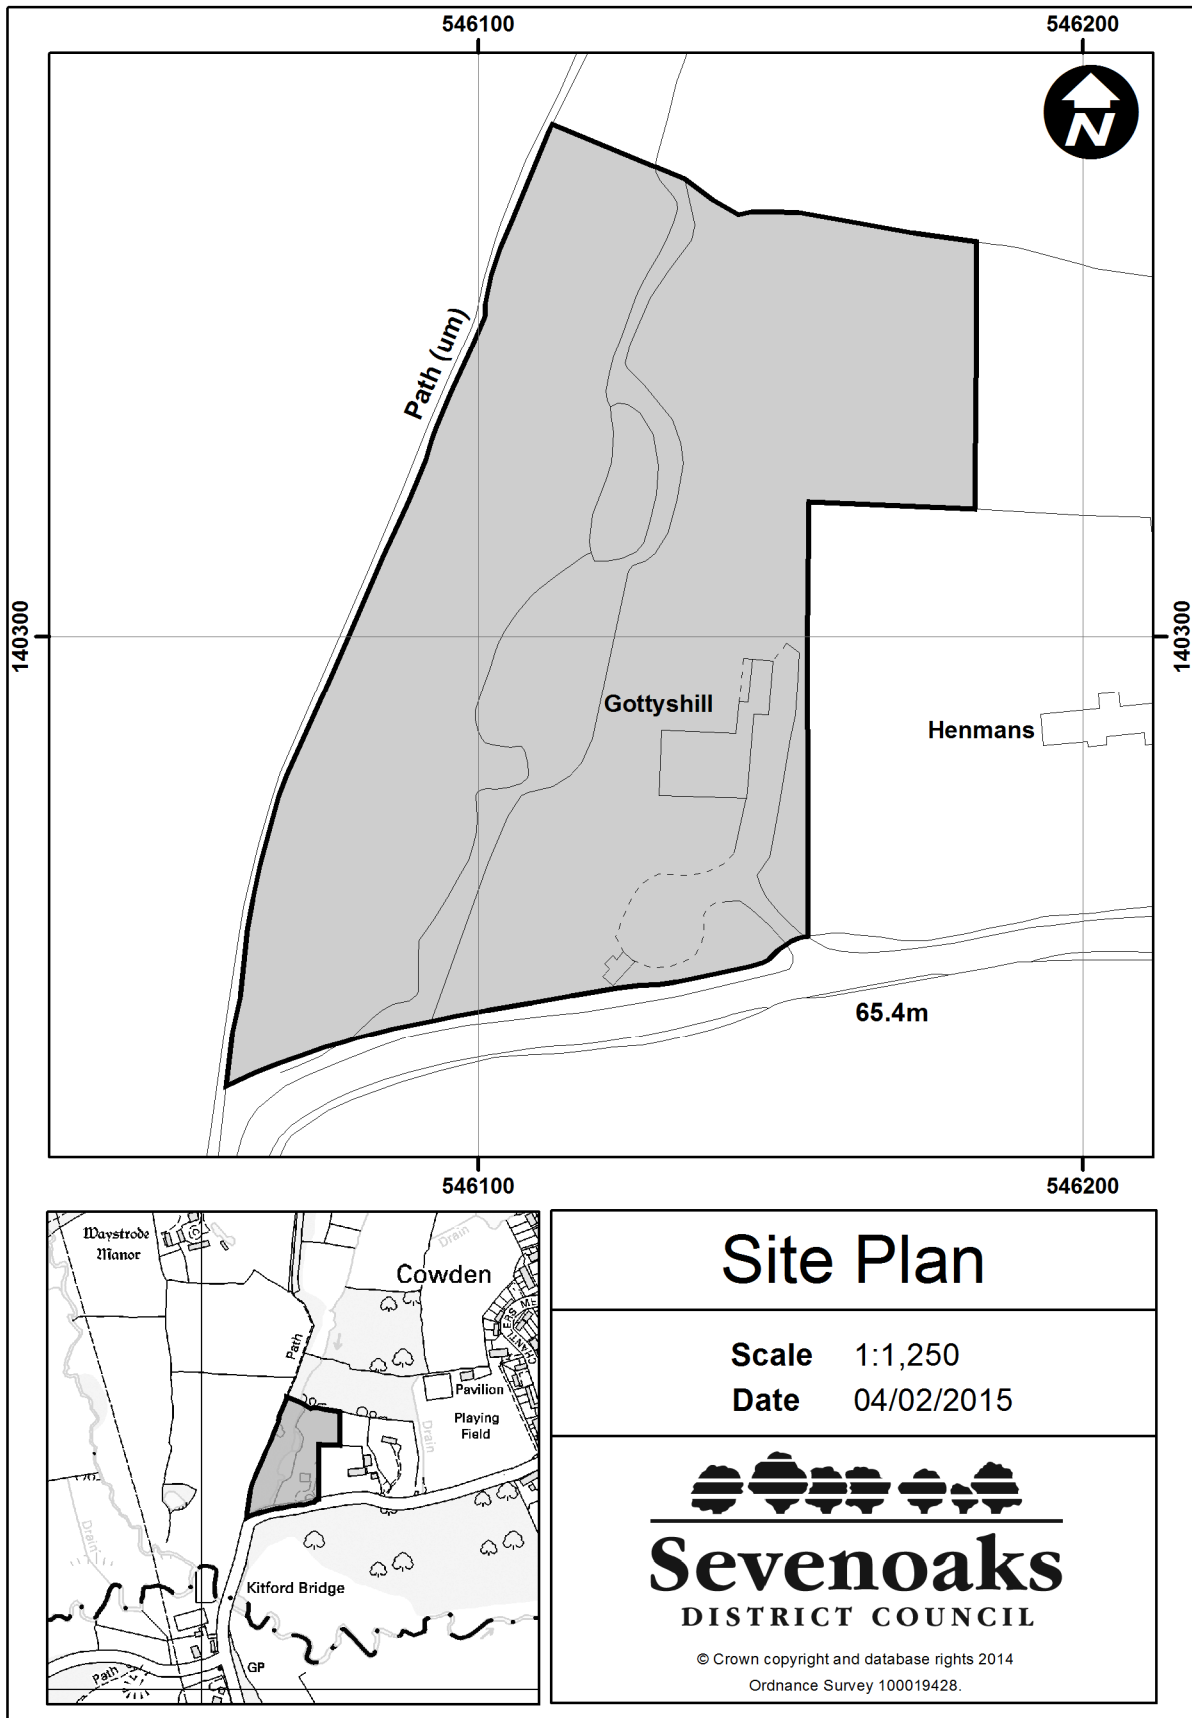 546100
546200
N
Path (um)
140300
140300
Gottyshill
Henmans
65.4m
546100
546200
Waystrode
Manor
Drain
Cowden
CHANTLERS ME
Path
Pavilion
Playing
Field
Drain
Drain
Kitford Bridge
GP
Path
Site Plan
Scale 1:1,250
Date 04/02/2015
Sevenoaks
DISTRICT COUNCIL
© Crown copyright and database rights 2014
Ordnance Survey 100019428.